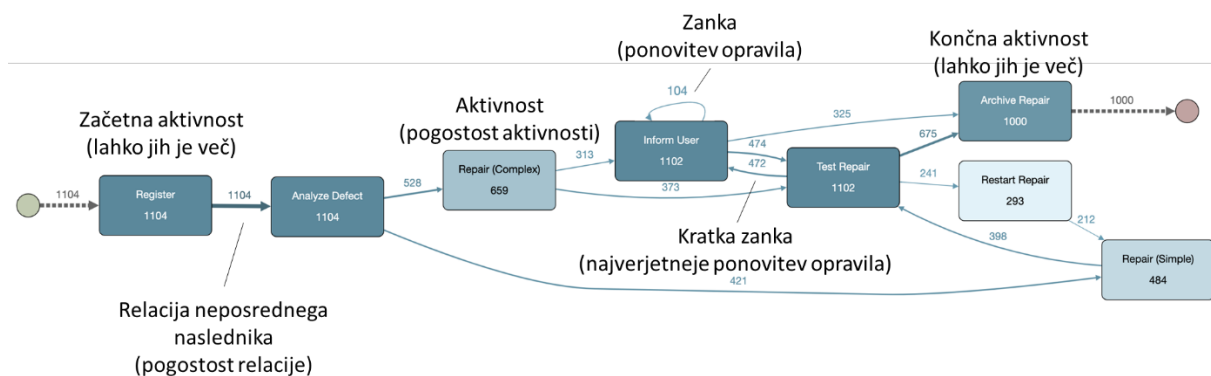 Zanka
(ponovitev opravila)
Končna aktivnost
(lahko jih je več)
Začetna aktivnost
(lahko jih je več)
Aktivnost
(pogostost aktivnosti)
104
325
Archive Repair
1000
1000
Inform User
1102
474
472
675
Repair (Complex)
659
313
373
Test Repair
1102
241
Restart Repair
293
1104
Register
1104
1104
Analyze Defect
1104
528
212
398
Kratka zanka
(najverjetneje ponovitev opravila)
421
Repair (Simple)
484
Relacija neposrednega
naslednika
(pogostost relacije)